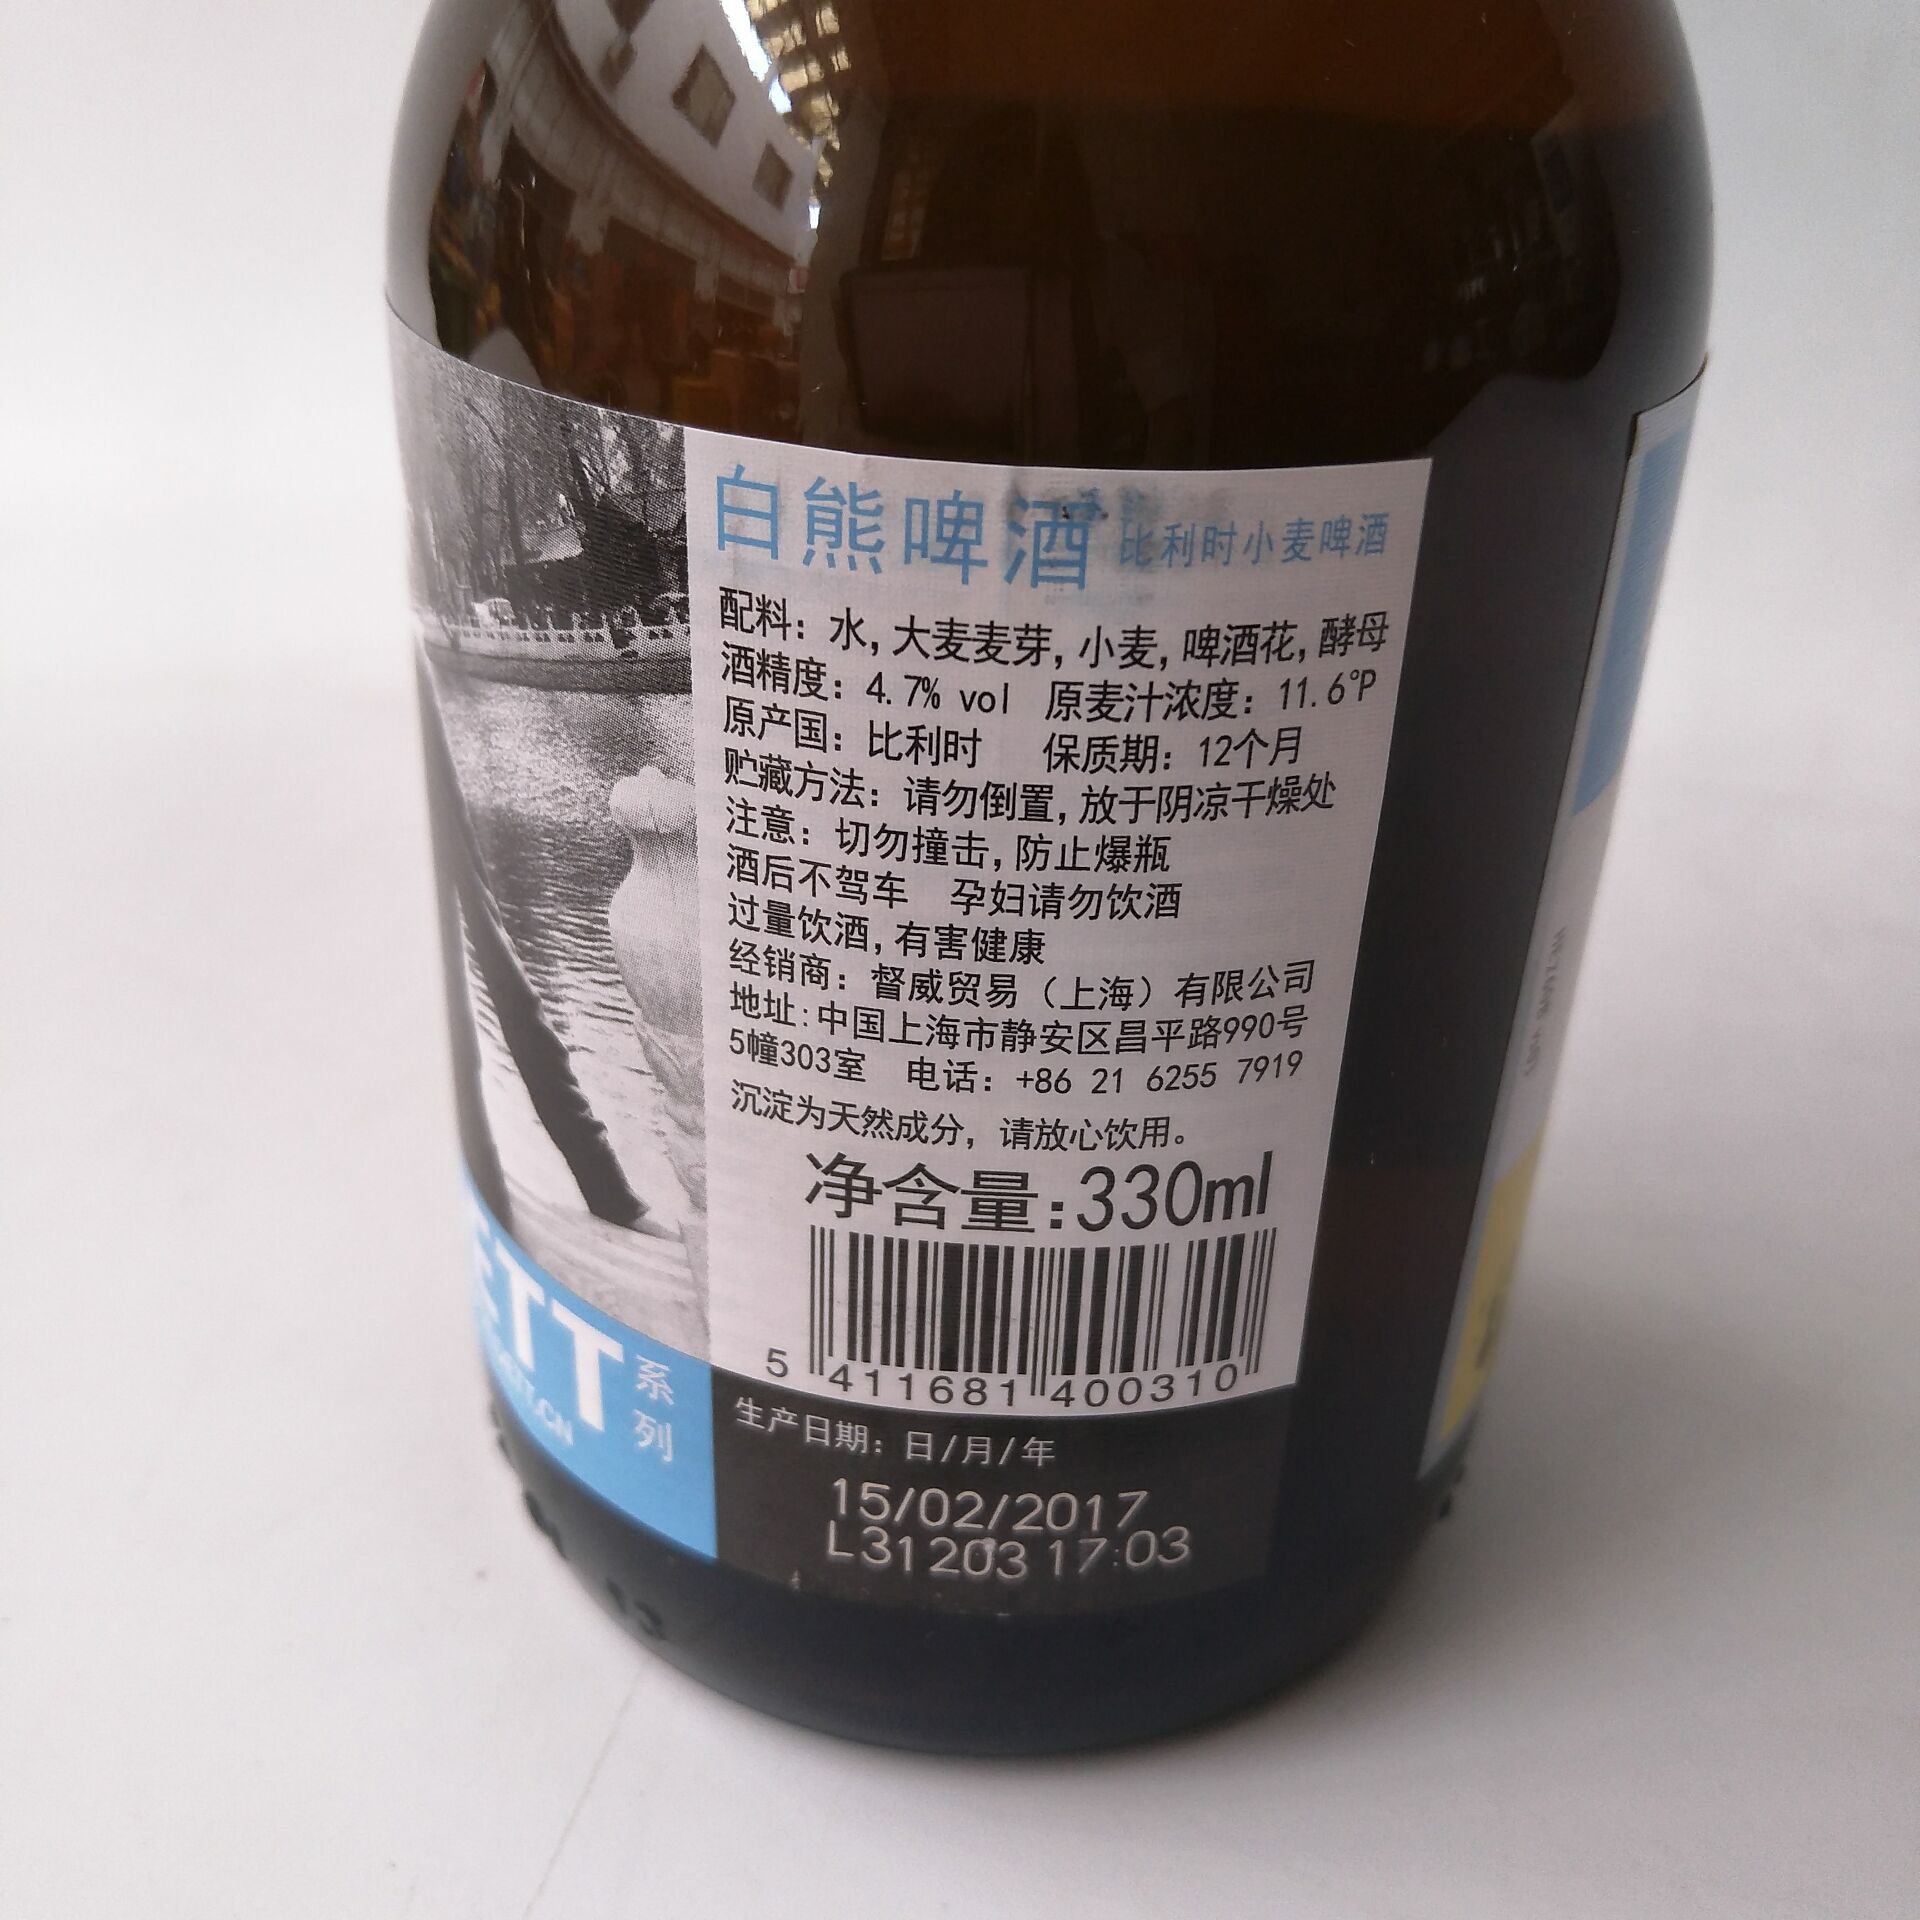 白熊啤酒 比利时小麦啤酒
配料: 水, 大麦麦芽, 小麦, 啤酒花, 酵母
酒精度: 4.7% vol 原麦汁浓度: 11.6°P
原产国: 比利时 保质期: 12个月
贮藏方法: 请勿倒置, 放于阴凉干燥处
注意: 切勿撞击, 防止爆瓶
酒后不驾车 孕妇请勿饮酒
过量饮酒, 有害健康
经销商: 督威贸易（上海）有限公司
地址: 中国上海市静安区昌平路990号
5幢303室 电话: +86 21 6255 7919
沉淀为天然成分, 请放心饮用。
净含量:330ml
5 411681 400310
生产日期: 日/月/年
15/02/2017
L31203 17:03
ETT 系列
.CN